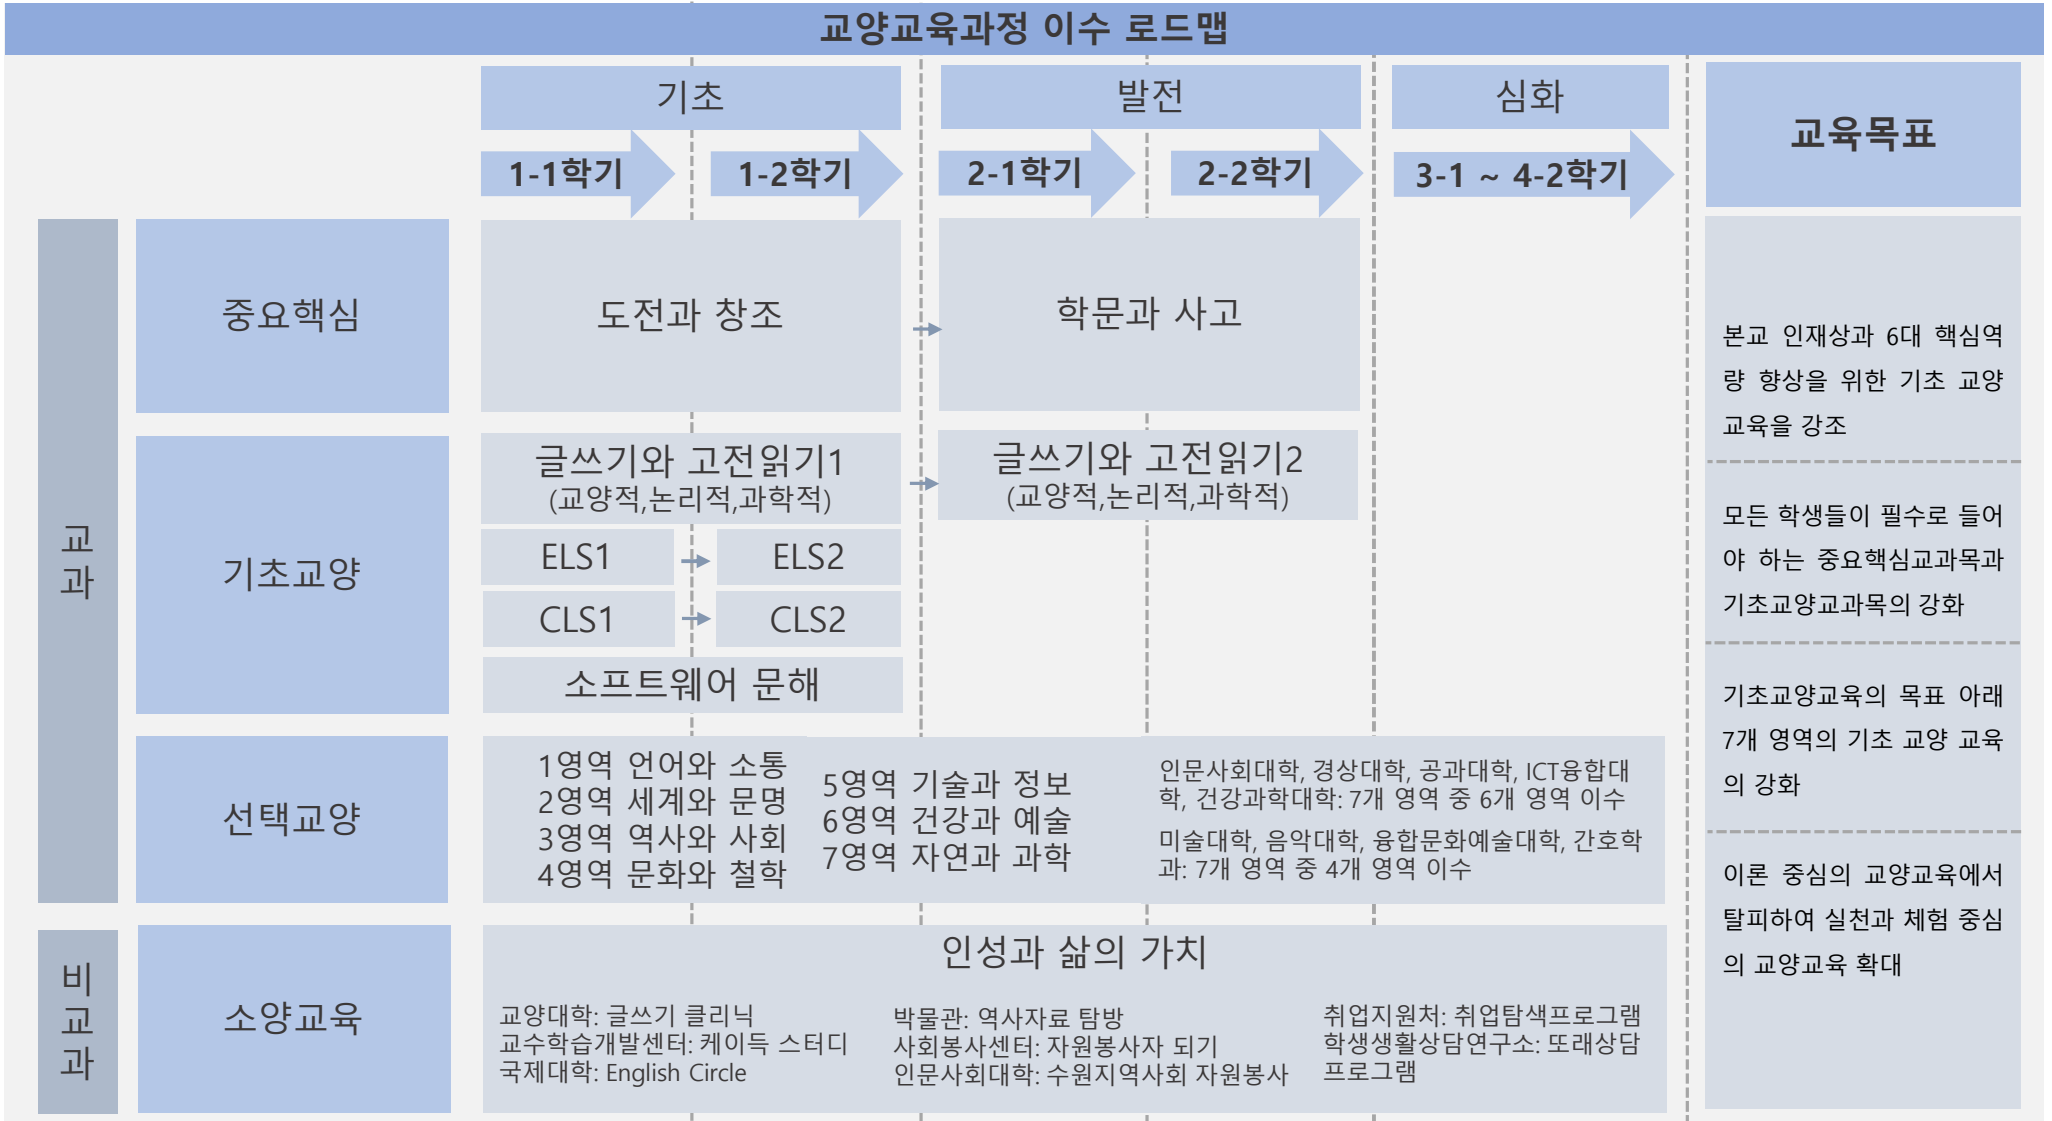 교양교육과정 이수 로드맵
기초
발전
심화
교육목표
1-1학기
1-2학기
2-1학기
2-2학기
3-1 ~ 4-2학기
교
과
중요핵심
도전과 창조
학문과 사고
기초교양
글쓰기와 고전읽기1
(교양적,논리적,과학적)
글쓰기와 고전읽기2
(교양적,논리적,과학적)
ELS1
ELS2
CLS1
CLS2
소프트웨어 문해
선택교양
1영역 언어와 소통
2영역 세계와 문명
3영역 역사와 사회
4영역 문화와 철학
5영역 기술과 정보
6영역 건강과 예술
7영역 자연과 과학
인문사회대학, 경상대학, 공과대학, ICT융합대
학, 건강과학대학: 7개 영역 중 6개 영역 이수
미술대학, 음악대학, 융합문화예술대학, 간호학
과: 7개 영역 중 4개 영역 이수
비
교
과
소양교육
인성과 삶의 가치
교양대학: 글쓰기 클리닉
교수학습개발센터: 케이득 스터디
국제대학: English Circle
박물관: 역사자료 탐방
사회봉사센터: 자원봉사자 되기
인문사회대학: 수원지역사회 자원봉사
취업지원처: 취업탐색프로그램
학생생활상담연구소: 또래상담
프로그램
본교 인재상과 6대 핵심역
량 향상을 위한 기초 교양
교육을 강조
모든 학생들이 필수로 들어
야 하는 중요핵심교과목과
기초교양교과목의 강화
기초교양교육의 목표 아래
7개 영역의 기초 교양 교육
의 강화
이론 중심의 교양교육에서
탈피하여 실천과 체험 중심
의 교양교육 확대